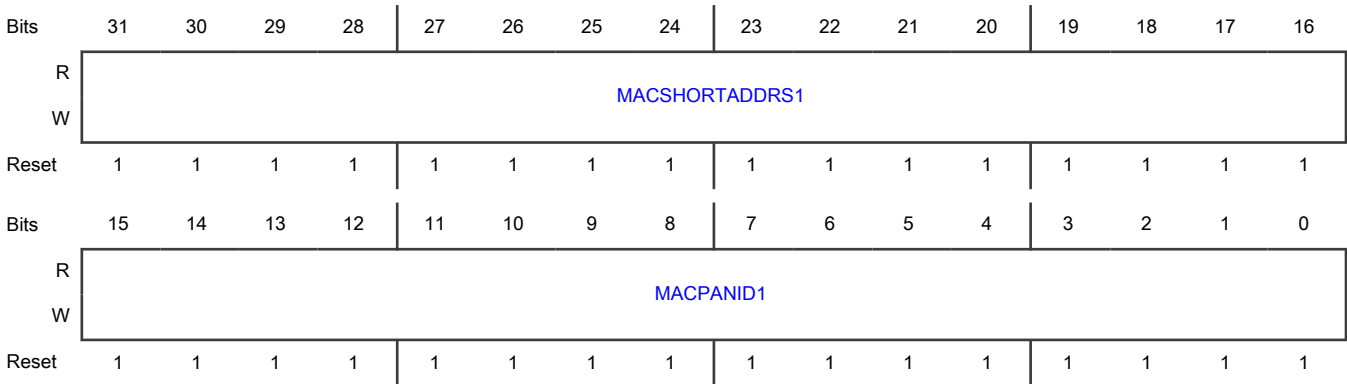 Bits 31 30 29 28 27 26 25 24 23 22 21 20 19 18 17 16
R
MACSHORTADDRS1
W
Reset 1 1 1 1 1 1 1 1 1 1 1 1 1 1 1 1
Bits 15 14 13 12 11 10 9 8 7 6 5 4 3 2 1 0
R
MACPANID1
W
Reset 1 1 1 1 1 1 1 1 1 1 1 1 1 1 1 1